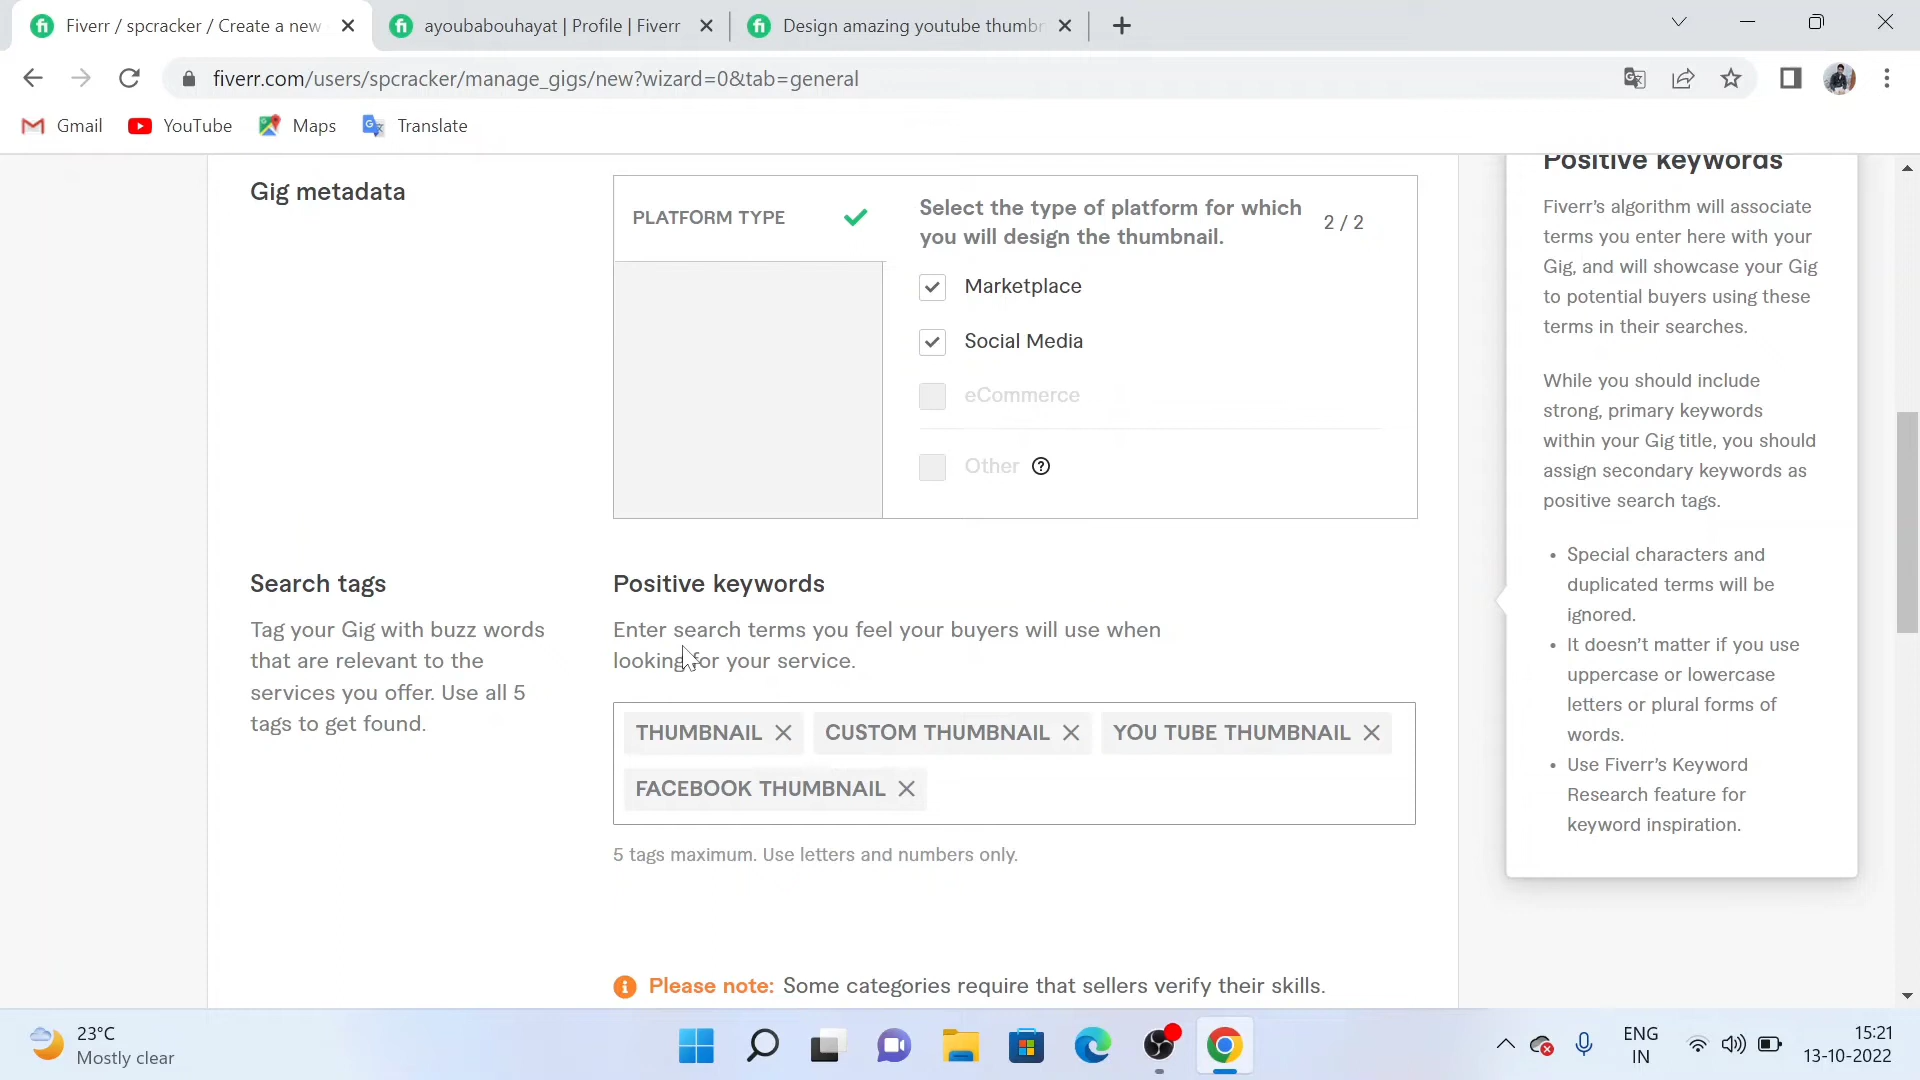 Fiverr / spcracker / Create a new
ayoubabouhayat | Profile | Fiverr
Design amazing youtube thumbn
fiverr.com/users/spcracker/manage_gigs/new?wizard=0&tab=general
Gmail
YouTube
Maps
Translate
Gig metadata
PLATFORM TYPE
Select the type of platform for which
you will design the thumbnail.
2 / 2
Marketplace
Social Media
eCommerce
Other
Search tags
Tag your Gig with buzz words
that are relevant to the
services you offer. Use all 5
tags to get found.
Positive keywords
Enter search terms you feel your buyers will use when
looking for your service.
THUMBNAIL
CUSTOM THUMBNAIL
YOU TUBE THUMBNAIL
FACEBOOK THUMBNAIL
5 tags maximum. Use letters and numbers only.
Please note: Some categories require that sellers verify their skills.
Positive keywords
Fiverr's algorithm will associate
terms you enter here with your
Gig, and will showcase your Gig
to potential buyers using these
terms in their searches.
While you should include
strong, primary keywords
within your Gig title, you should
assign secondary keywords as
positive search tags.
• Special characters and
duplicated terms will be
ignored.
• It doesn't matter if you use
uppercase or lowercase
letters or plural forms of
words.
• Use Fiverr's Keyword
Research feature for
keyword inspiration.
23°C
Mostly clear
ENG
IN
15:21
13-10-2022